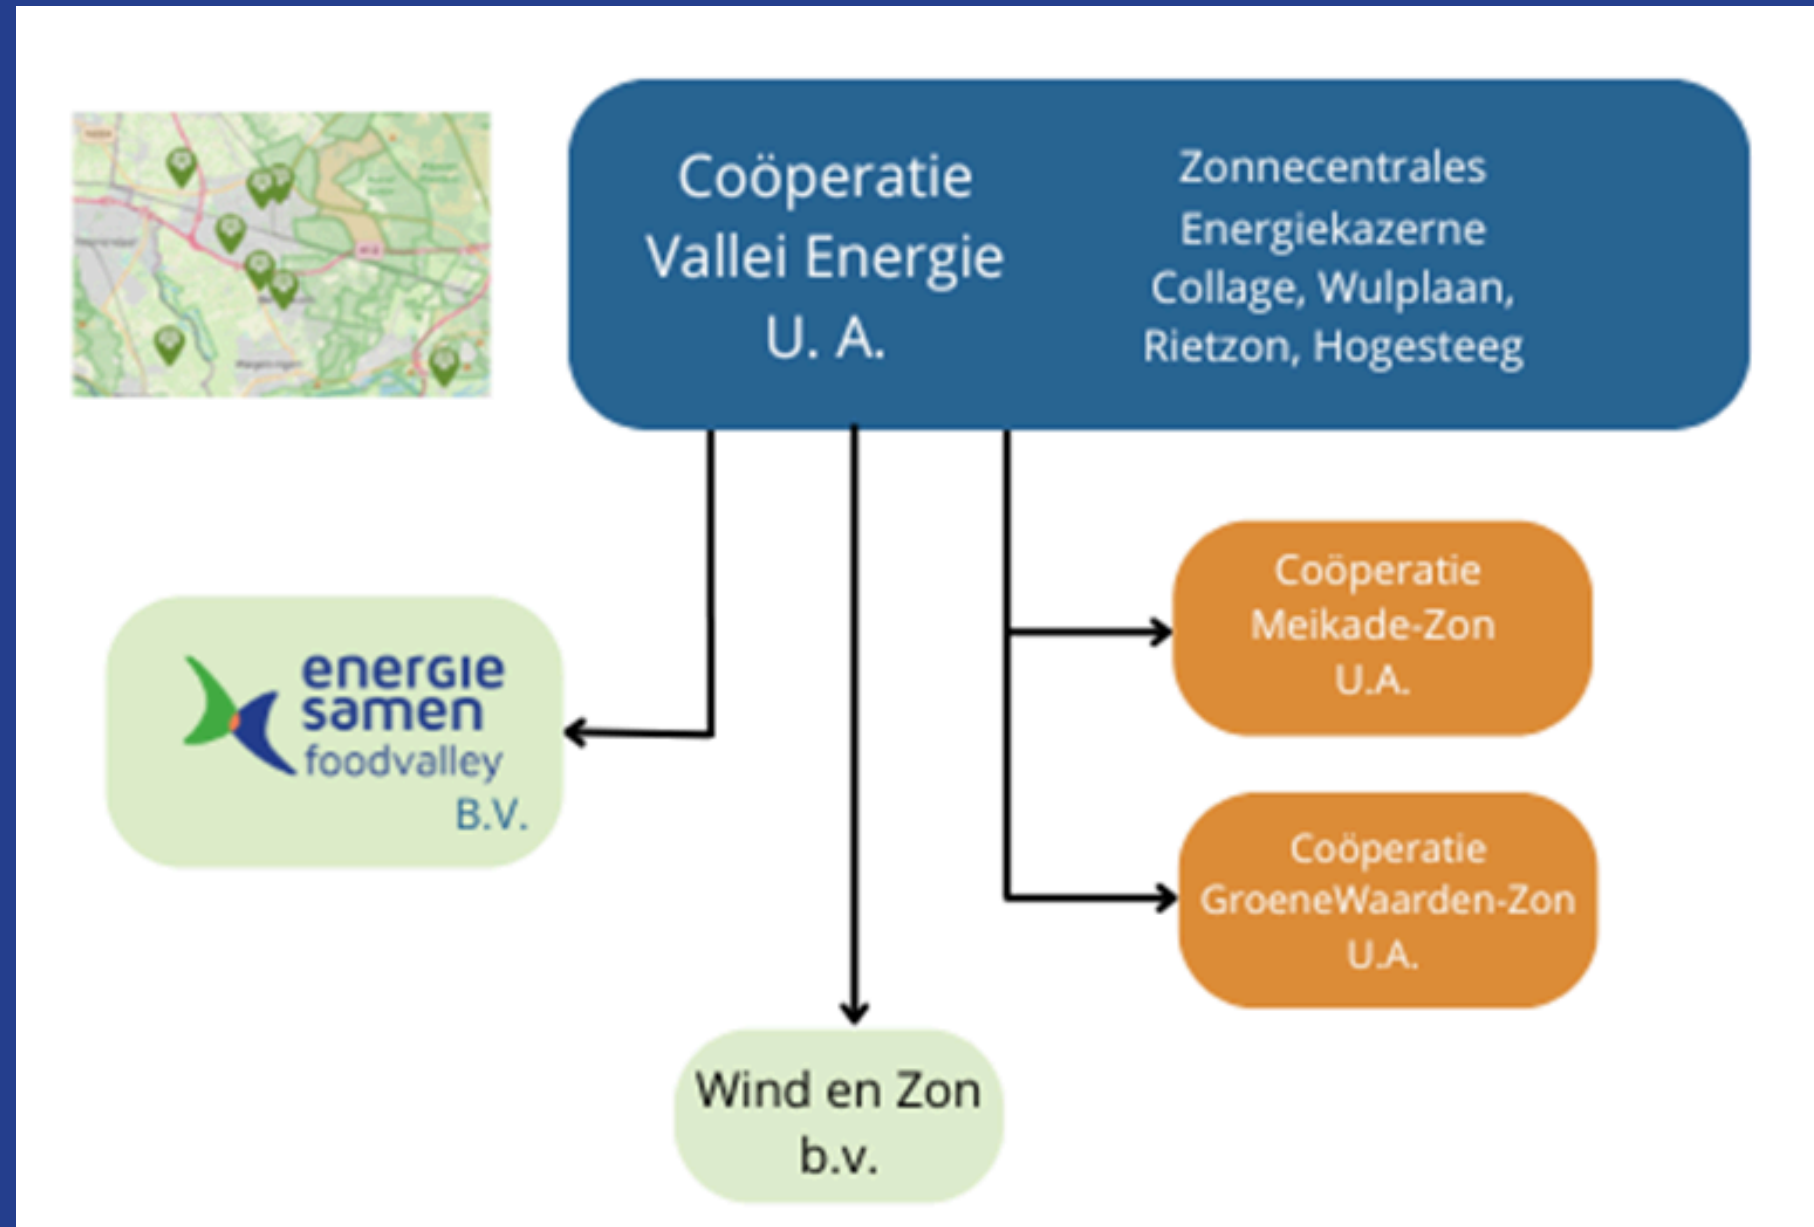 Coöperatie
Vallei Energie
U. A.
Zonnecentrales
Energiekazerne
Collage, Wulplaan,
Rietzon, Hogesteeg
Coöperatie
Meikade-Zon
U.A.
energie
samen
foodvalley
B.V.
Coöperatie
GroeneWaarden-Zon
U.A.
Wind en Zon
b.v.